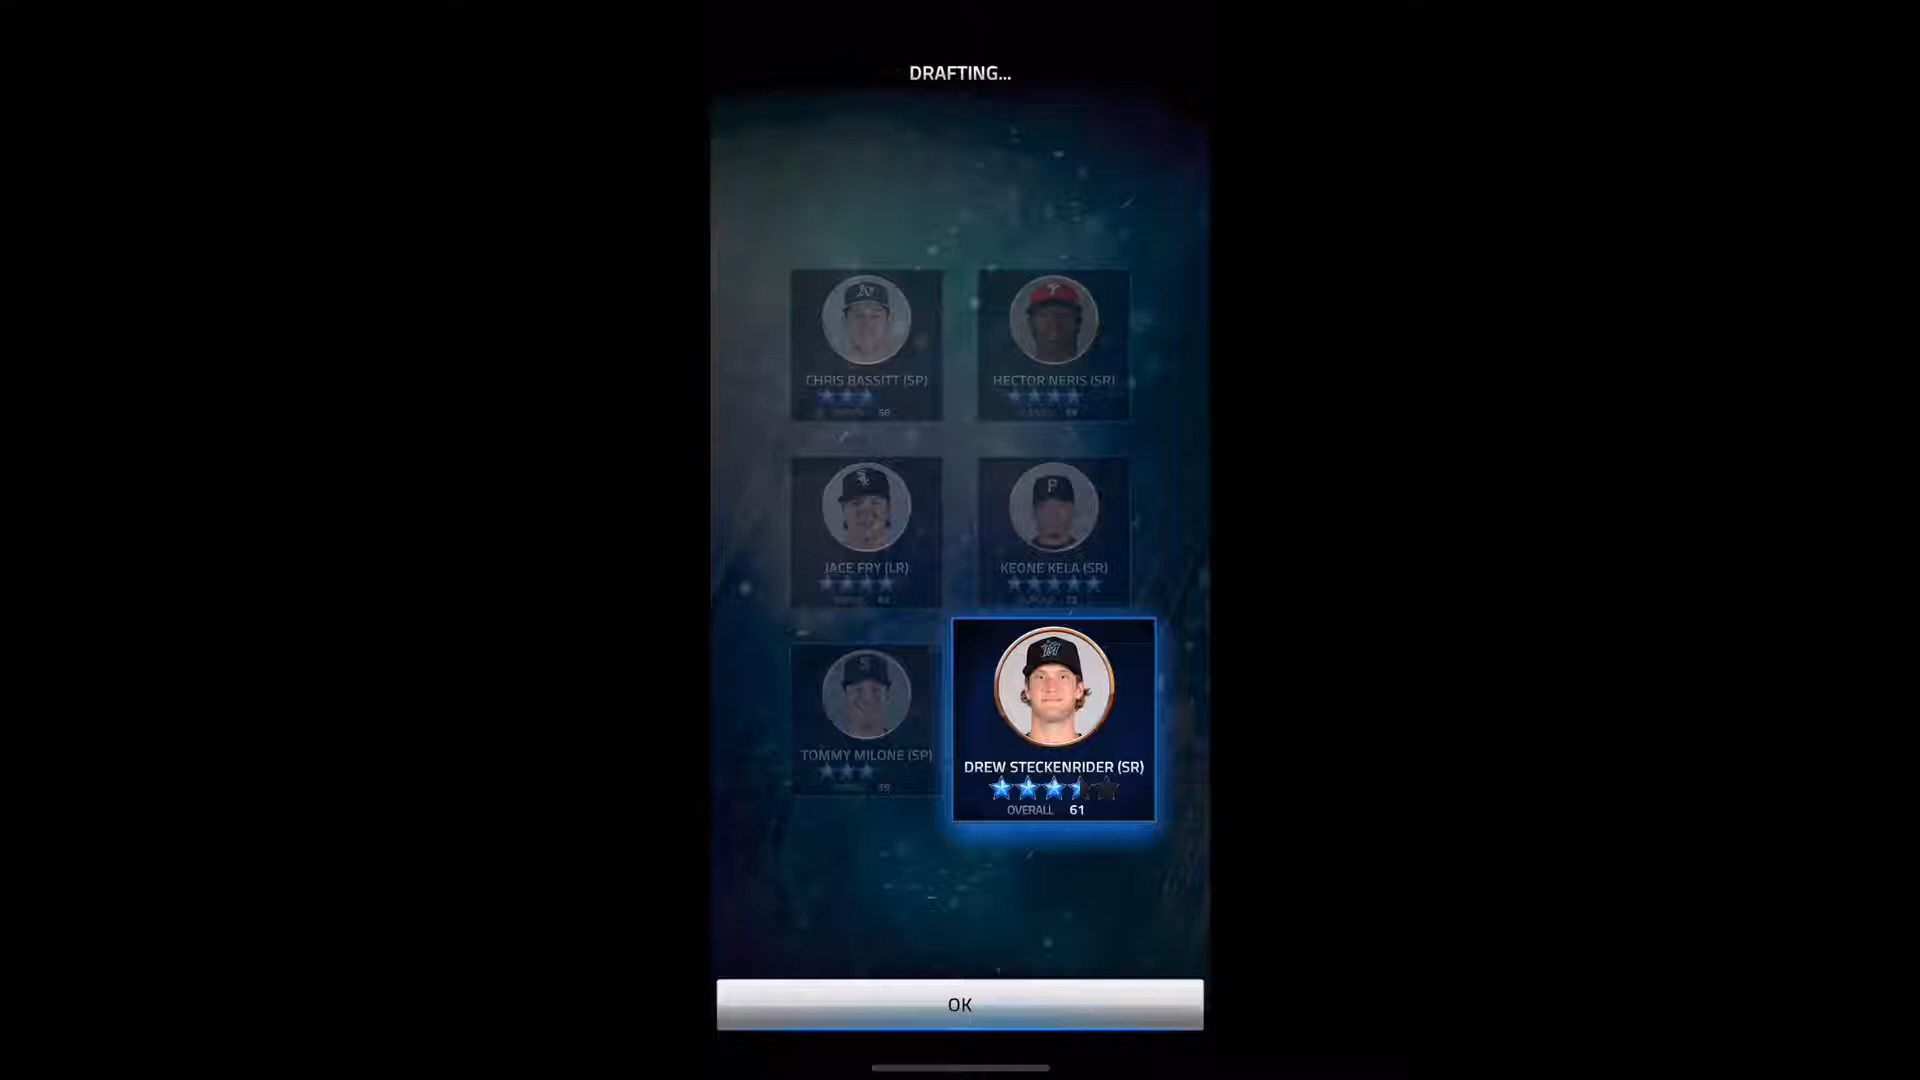 DRAFTING...
CHRIS BASSITT (SP)
HECTOR NERIS (SR)
JACE FRY (LR)
KEONE KELA (SR)
TOMMY MILONE (SP)
DREW STECKENRIDER (SR)
OVERALL 61
OK